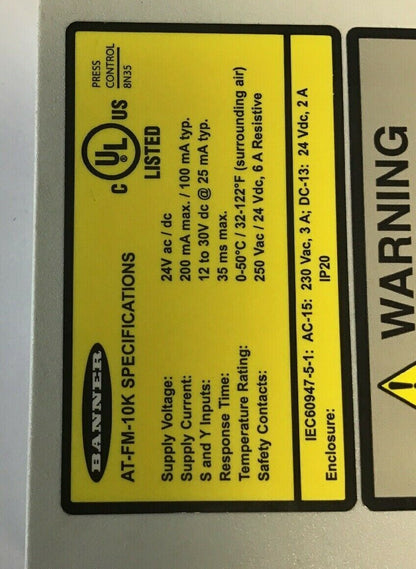 BANNER
AT-FM-10K SPECIFICATIONS
C UL US
LISTED
PRESS
CONTROL
8N35
Supply Voltage: 24V ac / dc
Supply Current: 200 mA max. / 100 mA typ.
S and Y Inputs: 12 to 30V dc @ 25 mA typ.
Response Time: 35 ms max.
Temperature Rating: 0-50°C / 32-122°F (surrounding air)
Safety Contacts: 250 Vac / 24 Vdc, 6 A Resistive
IEC60947-5-1: AC-15: 230 Vac, 3 A; DC-13: 24 Vdc, 2 A
Enclosure: IP20
WARNING